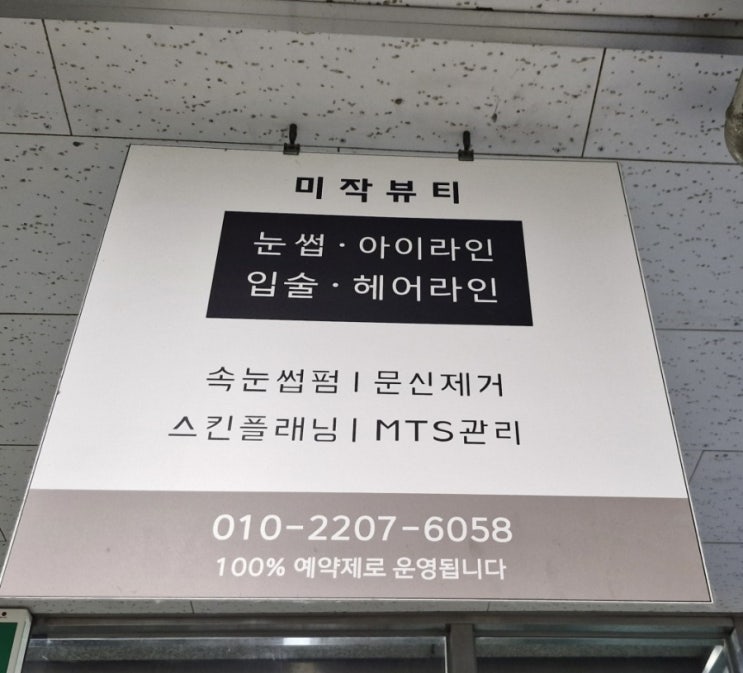 미작뷰티
눈썹·아이라인
입술·헤어라인
속눈썹펌 | 문신제거
스킨플래닝 | MTS관리
010-2207-6058
100% 예약제로 운영됩니다